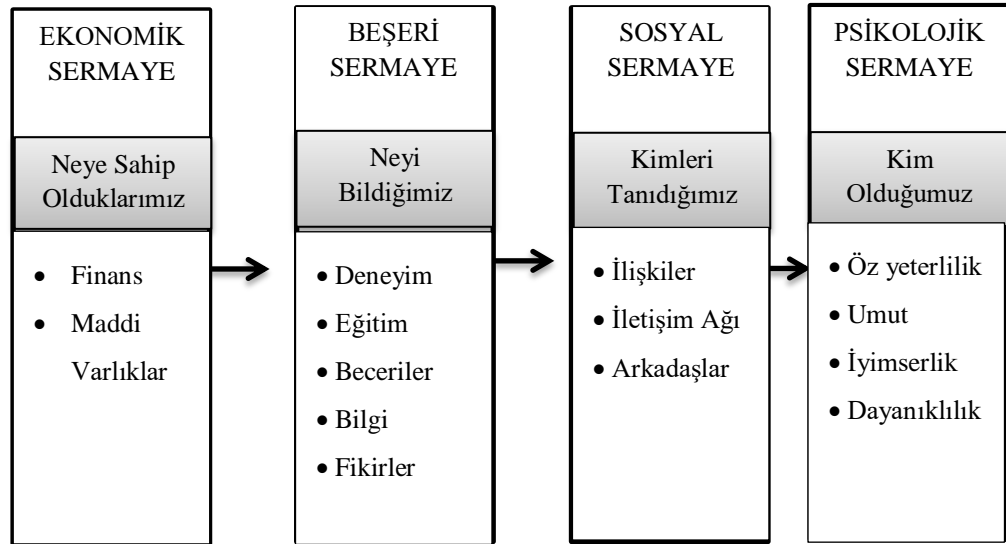 EKONOMİK
SERMAYE
Neye Sahip
Olduklarımız
• Finans
• Maddi
Varlıklar
BEŞERİ
SERMAYE
Neyi
Bildiğimiz
• Deneyim
• Eğitim
• Beceriler
• Bilgi
• Fikirler
SOSYAL
SERMAYE
Kimleri
Tanıdığımız
• İlişkiler
• İletişim Ağı
• Arkadaşlar
PSİKOLOJİK
SERMAYE
Kim
Olduğumuz
• Öz yeterlilik
• Umut
• İyimserlik
• Dayanıklılık